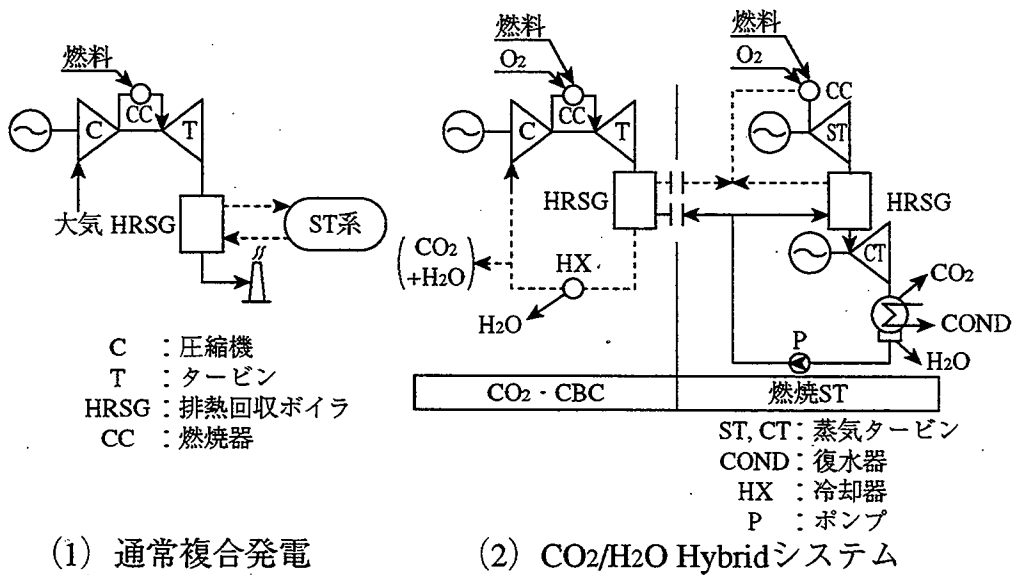 燃料
CC
C
T
大気
HRSG
ST系
C :圧縮機
T :タービン
HRSG :排熱回収ボイラ
CC :燃焼器
(1) 通常複合発電
燃料
O2
CC
C
T
HRSG
(CO2
+H2O)
HX
H2O
燃料
O2
CC
ST
HRSG
CT
CO2
COND
H2O
P
CO2・CBC
燃焼ST
ST, CT:蒸気タービン
COND:復水器
HX :冷却器
P :ポンプ
(2) CO2/H2O Hybridシステム